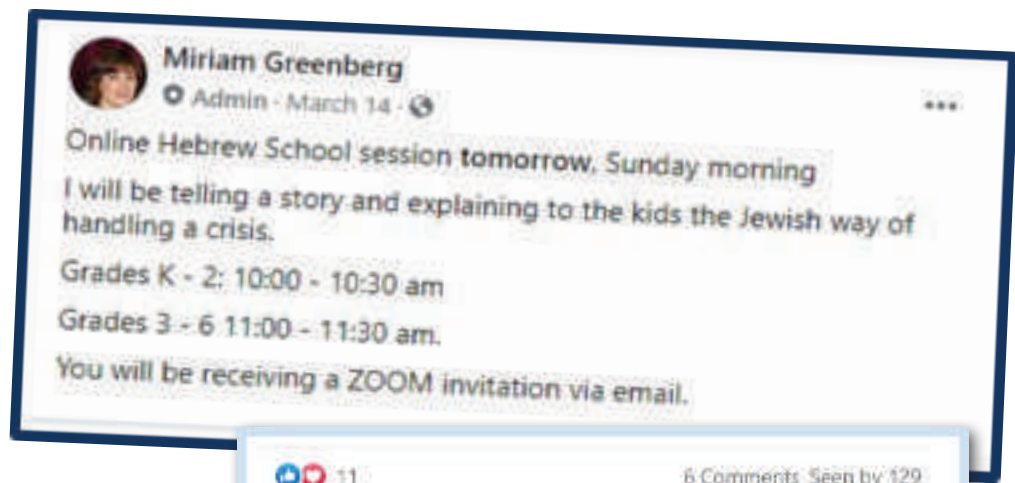 Miriam Greenberg
Admin · March 14 ·
Online Hebrew School session tomorrow, Sunday morning
I will be telling a story and explaining to the kids the Jewish way of
handling a crisis.
Grades K - 2: 10:00 - 10:30 am
Grades 3 - 6 11:00 - 11:30 am.
You will be receiving a ZOOM invitation via email.
11 6 Comments Seen by 129